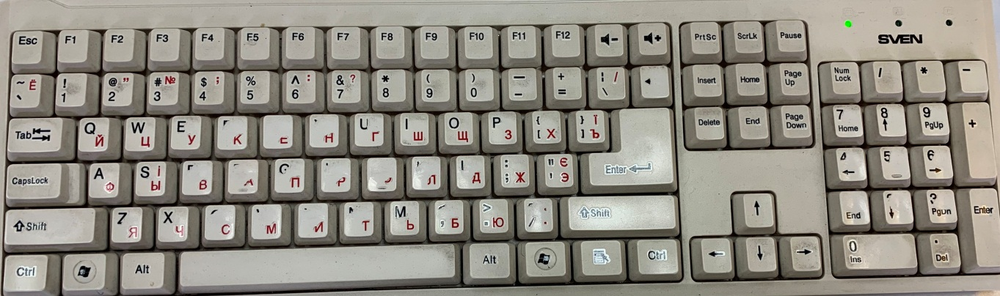 SVEN
Esc F1 F2 F3 F4 F5 F6 F7 F8 F9 F10 F11 F12 - + PrtSc ScrLk Pause
~ Ё ! @ " # № $ ; % ^ : & ? * ( ) — + ¦ / Insert Home Page Up Num Lock / * -
` 1 2 3 4 5 6 7 8 9 0 _ = \
Tab Q Й W Ц E У К Н U Г I Ш O Щ P З { [ Х } ] Ї Ъ Delete End Page Down 7 Home 8 ↑ 9 PgUp +
CapsLock A Ф S І Ы В П Р Л Д : ; Ж " ' Є Э Enter 4 ← 5 6 →
Shift Z Я X Ч С М И Т M Ь , Б > . Ю / Shift ↑ End ↓ PgDn Enter
Ctrl Alt Alt Ctrl ← ↓ → 0 Ins . Del